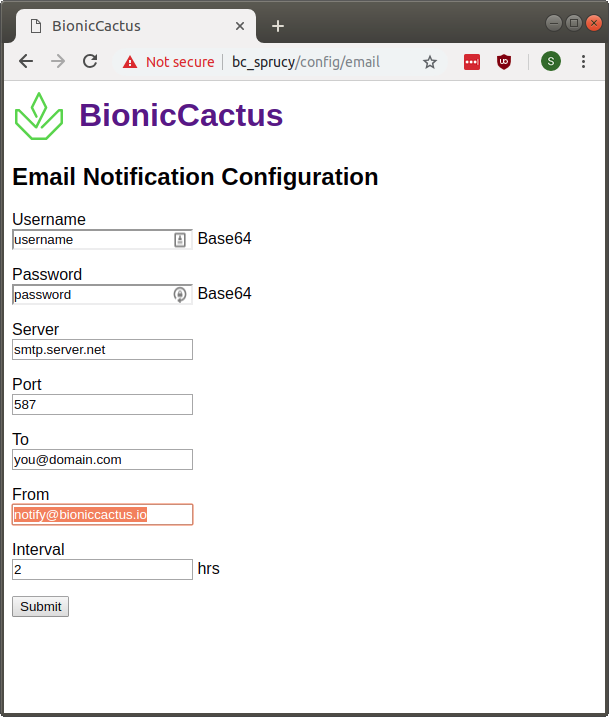 BionicCactus
Not secure bc_sprucy/config/email
S
BionicCactus
Email Notification Configuration
Username
username Base64
Password
password Base64
Server
smtp.server.net
Port
587
To
you@domain.com
From
notify@bioniccactus.io
Interval
2 hrs
Submit